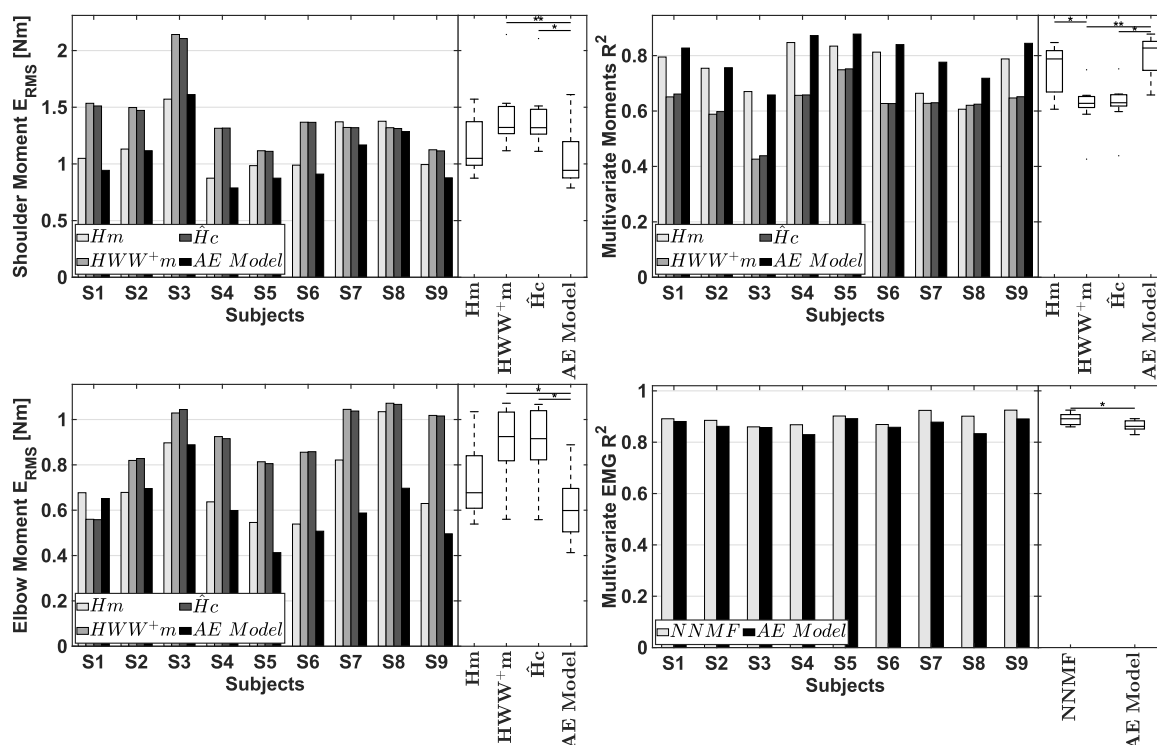 Shoulder Moment E_RMS [Nm]
2
1.5
1
0.5
0
Hm
Ĥc
HWW⁺m
AE Model
S1 S2 S3 S4 S5 S6 S7 S8 S9
Subjects
**
*
Hm
HWW⁺m
Ĥc
AE Model
Multivariate Moments R²
0.8
0.6
0.4
0.2
0
Hm
Ĥc
HWW⁺m
AE Model
S1 S2 S3 S4 S5 S6 S7 S8 S9
Subjects
*
**
*
Hm
HWW⁺m
Ĥc
AE Model
Elbow Moment E_RMS [Nm]
1
0.8
0.6
0.4
0.2
0
Hm
Ĥc
HWW⁺m
AE Model
S1 S2 S3 S4 S5 S6 S7 S8 S9
Subjects
*
*
Hm
HWW⁺m
Ĥc
AE Model
Multivariate EMG R²
1
0.8
0.6
0.4
0.2
0
NNMF AE Model
S1 S2 S3 S4 S5 S6 S7 S8 S9
Subjects
*
NNMF
AE Model